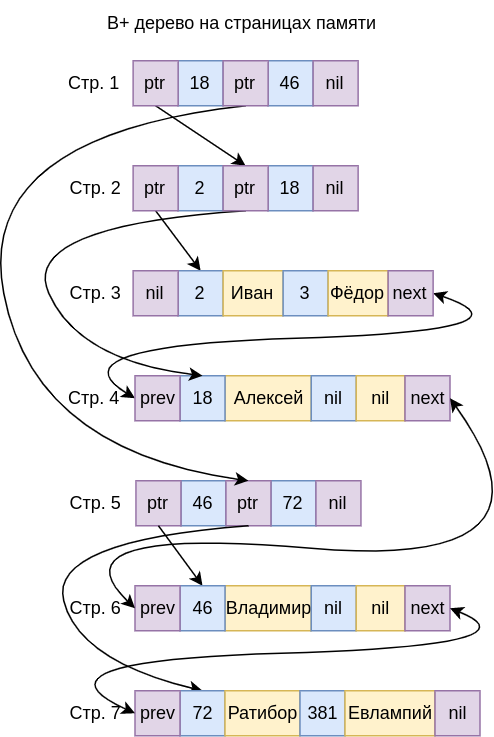 В+ дерево на страницах памяти
Стр. 1 ptr 18 ptr 46 nil
Стр. 2 ptr 2 ptr 18 nil
Стр. 3 nil 2 Иван 3 Фёдор next
Стр. 4 prev 18 Алексей nil nil next
Стр. 5 ptr 46 ptr 72 nil
Стр. 6 prev 46 Владимир nil nil next
Стр. 7 prev 72 Ратибор 381 Евлампий nil